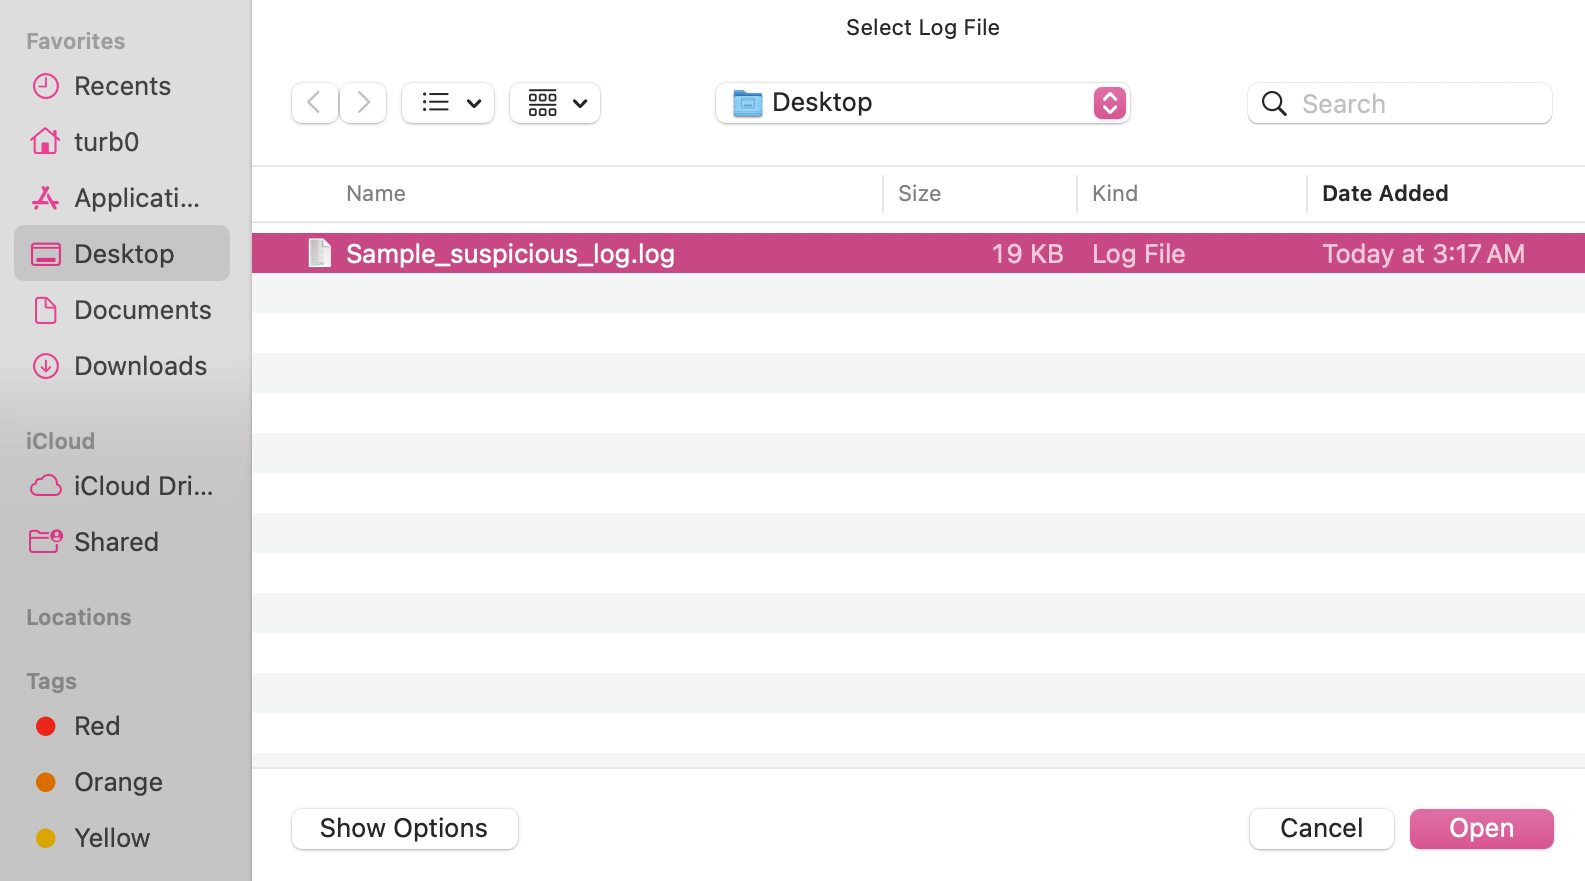 Select Log File
Favorites
Recents
turb0
Applicati...
Desktop
Documents
Downloads
iCloud
iCloud Dri...
Shared
Locations
Tags
Red
Orange
Yellow
Desktop
Search
Name Size Kind Date Added
Sample_suspicious_log.log 19 KB Log File Today at 3:17 AM
Show Options Cancel Open